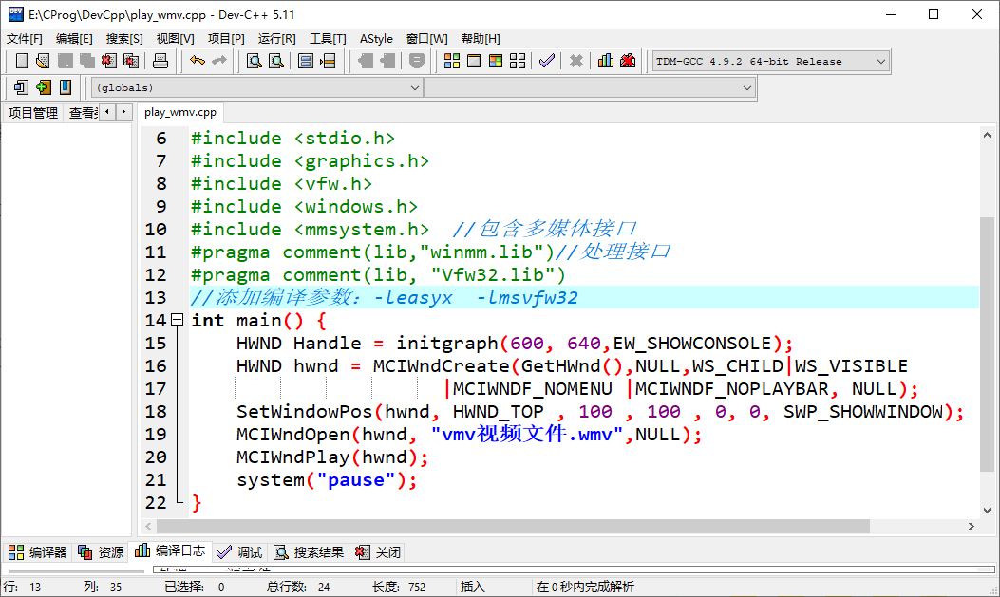 E:\CProg\DevCpp\play_wmv.cpp - Dev-C++ 5.11
文件[F] 编辑[E] 搜索[S] 视图[V] 项目[P] 运行[R] 工具[T] AStyle 窗口[W] 帮助[H]
TDM-GCC 4.9.2 64-bit Release
(globals)
项目管理 查看 play_wmv.cpp
6 #include <stdio.h>
7 #include <graphics.h>
8 #include <vfw.h>
9 #include <windows.h>
10 #include <mmsystem.h>  //包含多媒体接口
11 #pragma comment(lib,"winmm.lib")//处理接口
12 #pragma comment(lib, "Vfw32.lib")
13 //添加编译参数：-leasyx  -lmsvfw32
14 int main() {
15     HWND Handle = initgraph(600, 640,EW_SHOWCONSOLE);
16     HWND hwnd = MCIWndCreate(GetHWnd(),NULL,WS_CHILD|WS_VISIBLE
17                       |MCIWNDF_NOMENU |MCIWNDF_NOPLAYBAR, NULL);
18     SetWindowPos(hwnd, HWND_TOP , 100 , 100 , 0, 0, SWP_SHOWWINDOW);
19     MCIWndOpen(hwnd, "vmv视频文件.wmv",NULL);
20     MCIWndPlay(hwnd);
21     system("pause");
22 }
编译器 资源 编译日志 调试 搜索结果 关闭
行: 13 列: 35 已选择: 0 总行数: 24 长度: 752 插入 在 0 秒内完成解析